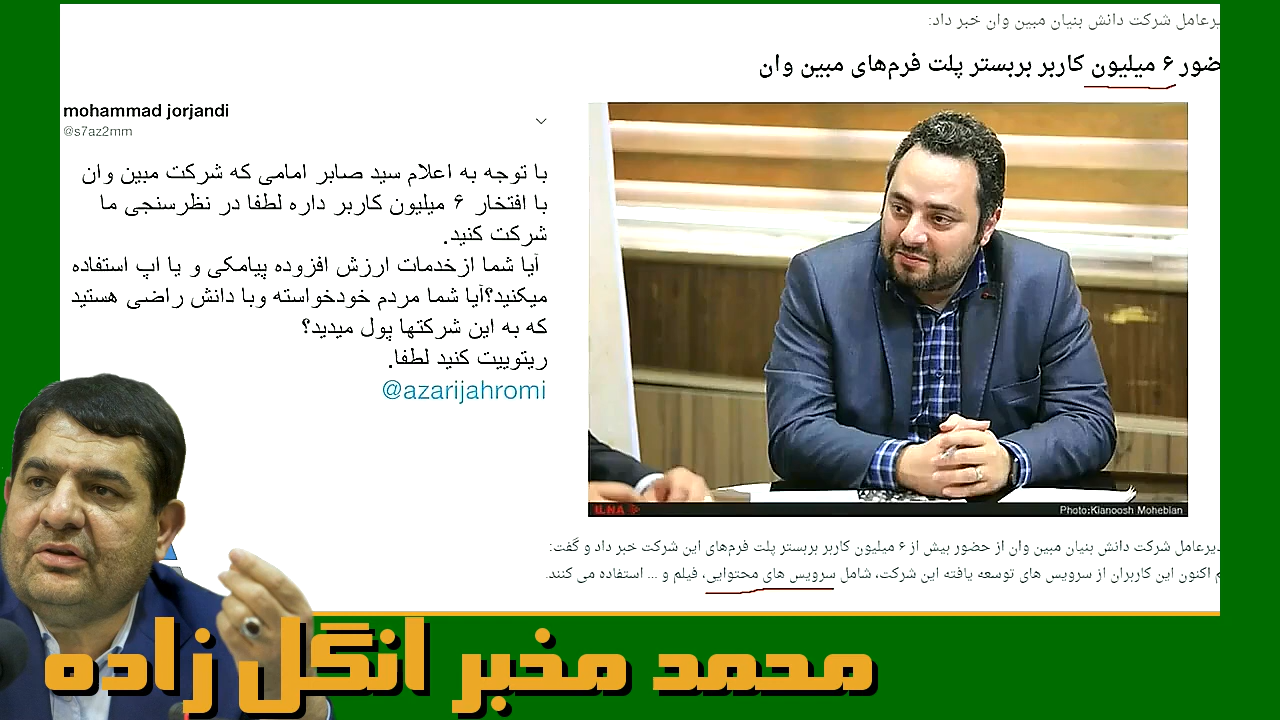 یرعامل شرکت دانش بنیان مبین وان خبر داد:
ضور ۶ میلیون کاربر بربستر پلت فرم‌های مبین وان
mohammad jorjandi
@s7az2mm
با توجه به اعلام سید صابر امامی که شرکت مبین وان
با افتخار ۶ میلیون کاربر داره لطفا در نظرسنجی ما
شرکت کنید.
آیا شما ازخدمات ارزش افزوده پیامکی و یا اپ استفاده
میکنید؟آیا شما مردم خودخواسته وبا دانش راضی هستید
که به این شرکتها پول میدید؟
ریتوییت کنید لطفا.
@azarijahromi
ILNA
Photo:Kianoosh Mohebian
دیرعامل شرکت دانش بنیان مبین وان از حضور بیش از ۶ میلیون کاربر بربستر پلت فرم‌های این شرکت خبر داد و گفت:
م اکنون این کاربران از سرویس های توسعه یافته این شرکت، شامل سرویس های محتوایی، فیلم و ... استفاده می کنند.
محمد مخبر انگل زاده